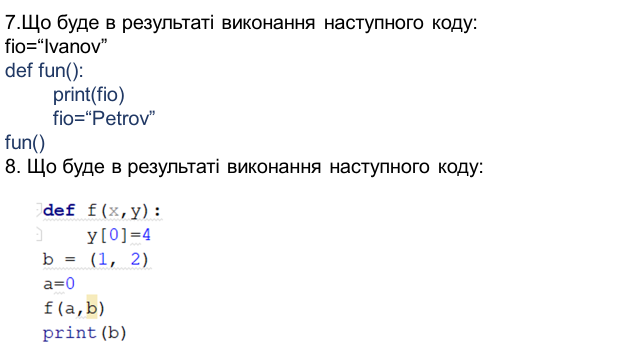 7.Що буде в результаті виконання наступного коду:
fio=“Ivanov”
def fun():
print(fio)
fio=“Petrov”
fun()
8. Що буде в результаті виконання наступного коду:
def f(x,y):
y[0]=4
b = (1, 2)
a=0
f(a,b)
print(b)